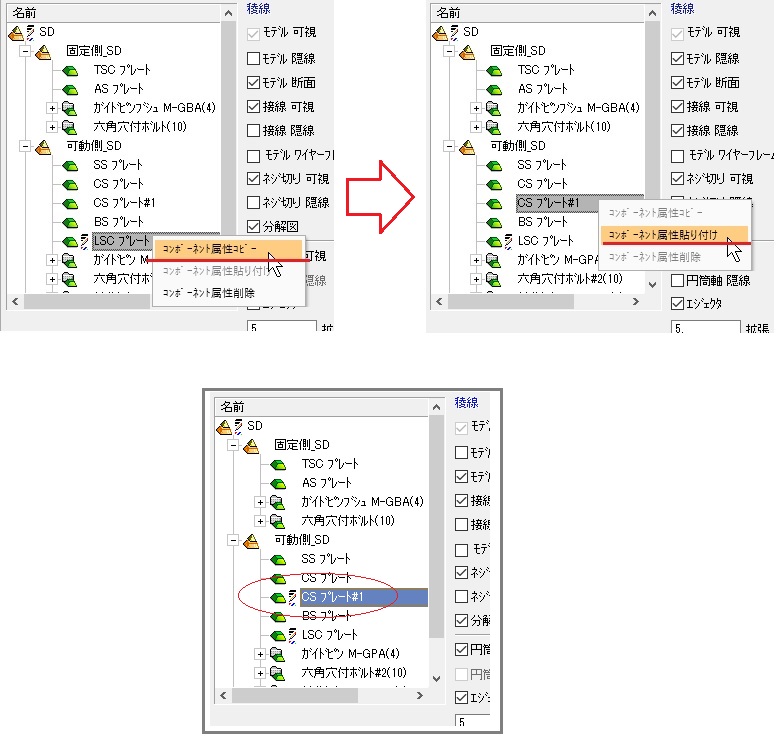 名前
SD
固定側_SD
TSC プレート
AS プレート
ガイドピンブシュ M-GBA(4)
六角穴付ボルト(10)
可動側_SD
SS プレート
CS プレート
CS プレート#1
BS プレート
LSC プレート
ガイドピン M
六角穴付ボ
コンポーネント属性コピー
コンポーネント属性貼り付け
コンポーネント属性削除
稜線
モデル 可視
モデル 隠線
モデル 断面
接線 可視
接線 隠線
モデル ワイヤーフレ
ネジ切り 可視
ネジ切り 隠線
分解図
可視
隠線
5.
拡張
名前
SD
固定側_SD
TSC プレート
AS プレート
ガイドピンブシュ M-GBA(4)
六角穴付ボルト(10)
可動側_SD
SS プレート
CS プレート
CS プレート#1
BS プレート
LSC プレート
ガイドピン M-GPA
六角穴付ボルト#2(10)
コンポーネント属性コピー
コンポーネント属性貼り付け
コンポーネント属性削除
稜線
モデル 可視
モデル 隠線
モデル 断面
接線 可視
接線 隠線
モデル ワイヤーフレーム
ネジ切り 可視
円筒軸 隠線
エジェクタ
5.
拡張
名前
SD
固定側_SD
TSC プレート
AS プレート
ガイドピンブシュ M-GBA(4)
六角穴付ボルト(10)
可動側_SD
SS プレート
CS プレート
CS プレート#1
BS プレート
LSC プレート
ガイドピン M-GPA(4)
六角穴付ボルト#2(10)
稜線
モデル
モデル
モデル
接線
接線
モデ
ネジ
ネジ
分解
円筒
円筒
エジェ
5